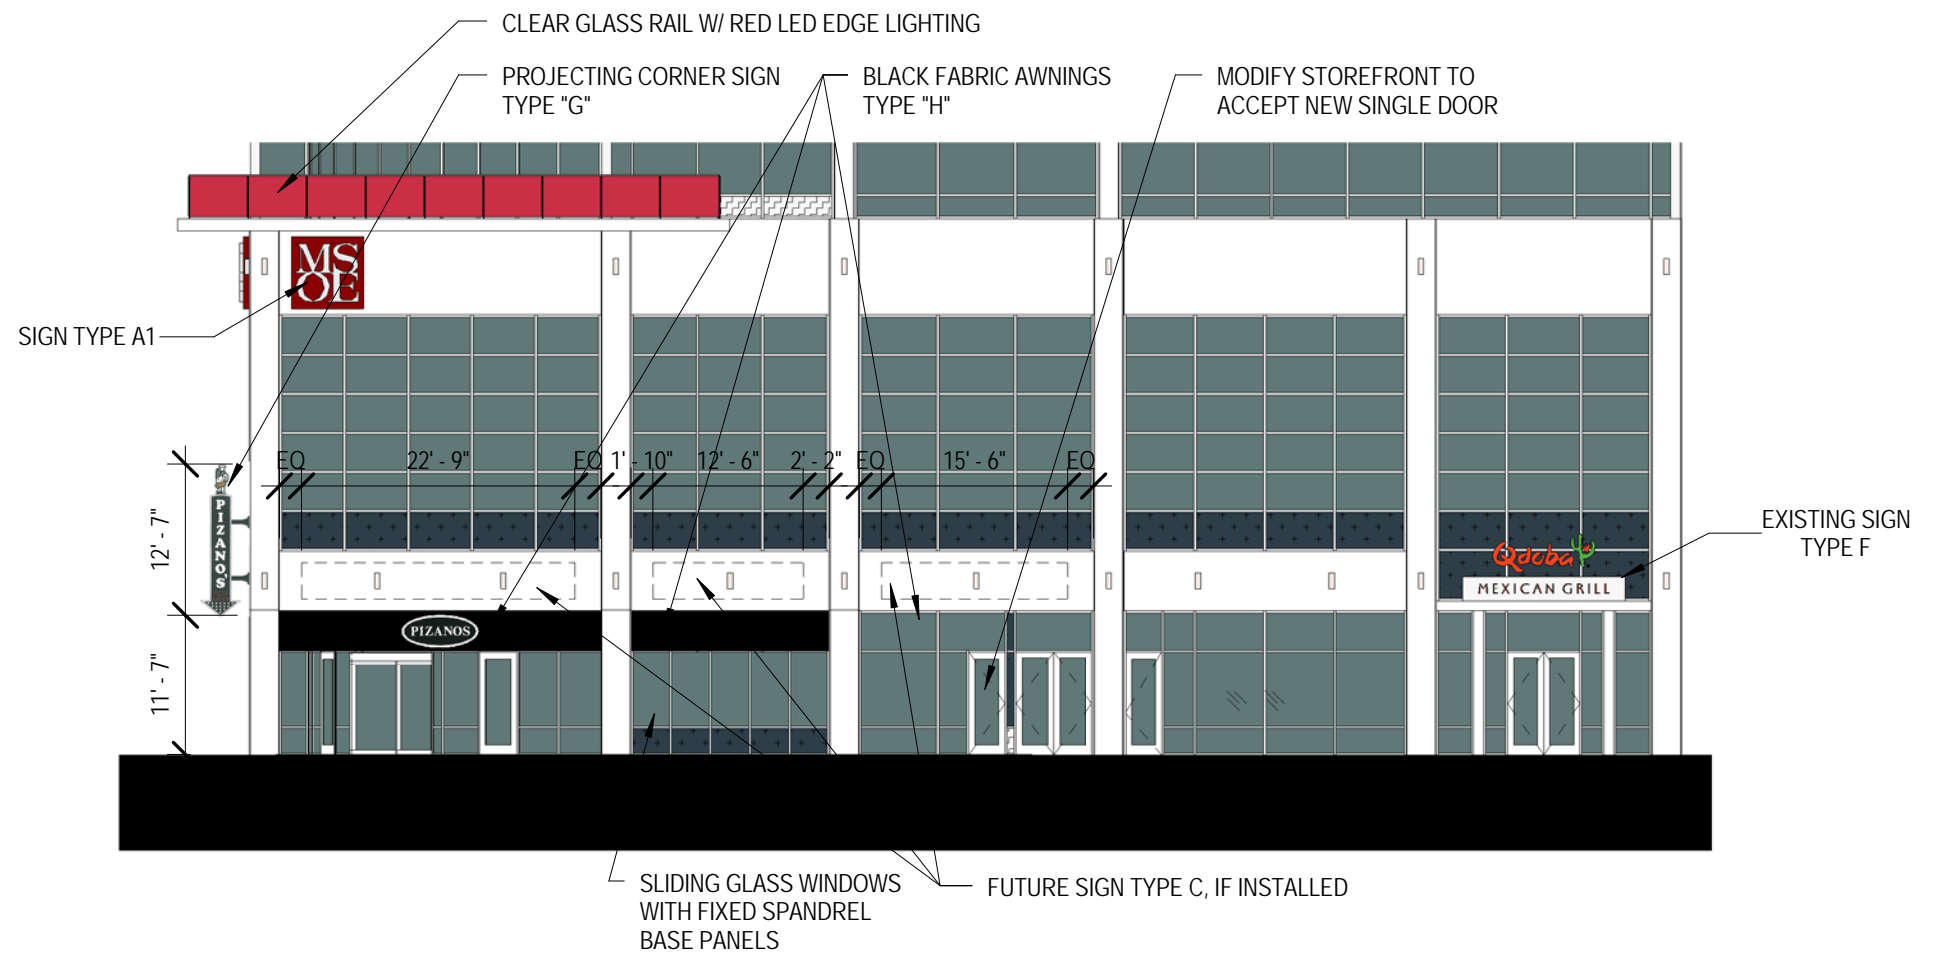 CLEAR GLASS RAIL W/ RED LED EDGE LIGHTING
PROJECTING CORNER SIGN
TYPE "G"
BLACK FABRIC AWNINGS
TYPE "H"
MODIFY STOREFRONT TO
ACCEPT NEW SINGLE DOOR
MS
OE
SIGN TYPE A1
EQ
22' - 9"
EQ
1' - 10"
12' - 6"
2' - 2"
EQ
15' - 6"
EQ
12' - 7"
PIZANO'S
EXISTING SIGN
TYPE F
Qdoba
MEXICAN GRILL
PIZANOS
11' - 7"
SLIDING GLASS WINDOWS
WITH FIXED SPANDREL
BASE PANELS
FUTURE SIGN TYPE C, IF INSTALLED